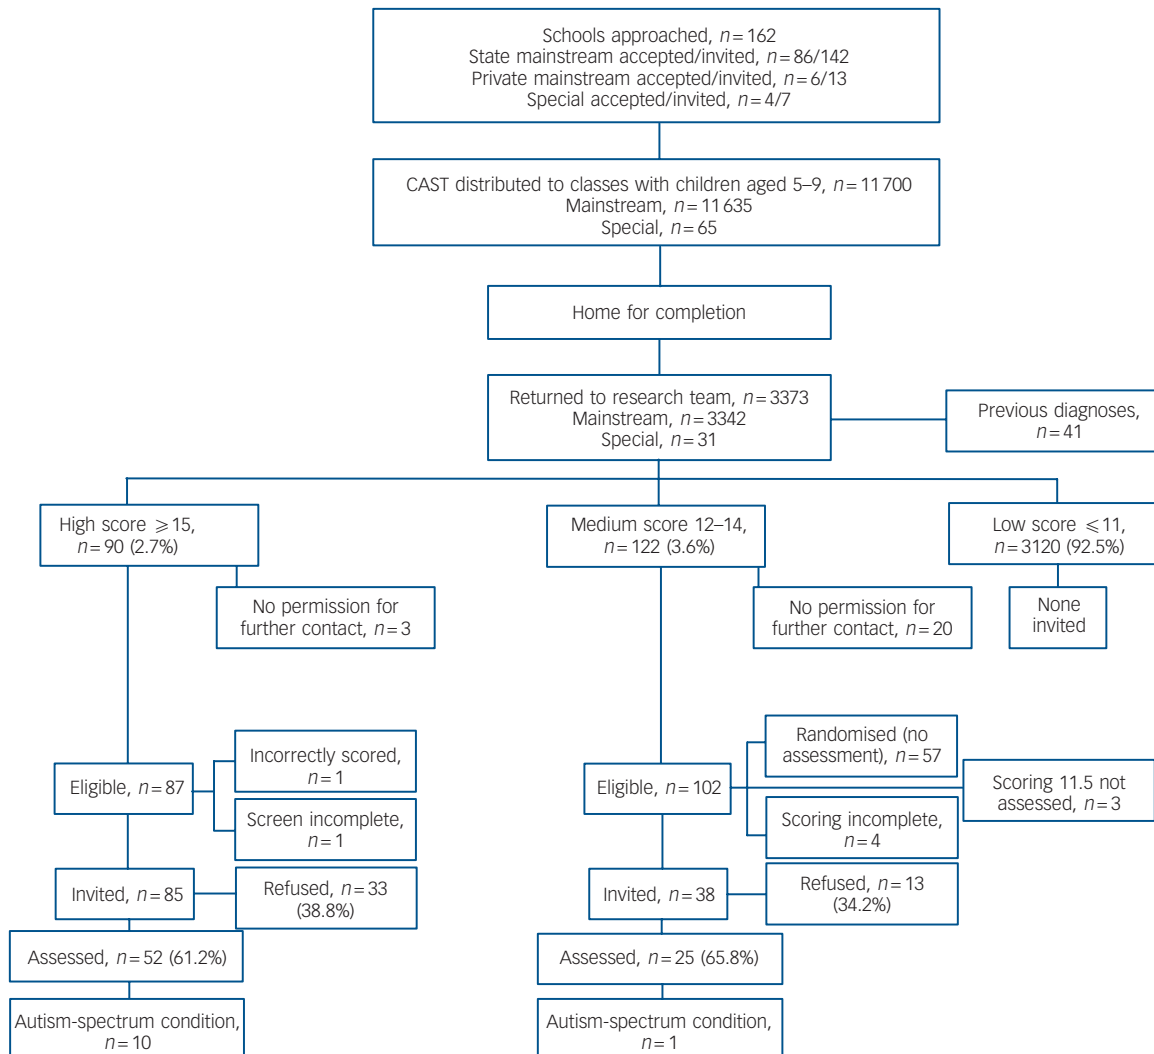 Schools approached, n=162
State mainstream accepted/invited, n=86/142
Private mainstream accepted/invited, n=6/13
Special accepted/invited, n=4/7
CAST distributed to classes with children aged 5–9, n=11 700
Mainstream, n=11 635
Special, n=65
Home for completion
Returned to research team, n=3373
Mainstream, n=3342
Special, n=31
Previous diagnoses,
n=41
High score ⩾15,
n=90 (2.7%)
Medium score 12–14,
n=122 (3.6%)
Low score ⩽11,
n=3120 (92.5%)
No permission for
further contact, n=3
No permission for
further contact, n=20
None
invited
Incorrectly scored,
n=1
Eligible, n=87
Screen incomplete,
n=1
Randomised (no
assessment), n=57
Eligible, n=102
Scoring 11.5 not
assessed, n=3
Scoring incomplete,
n=4
Invited, n=85
Refused, n=33
(38.8%)
Invited, n=38
Refused, n=13
(34.2%)
Assessed, n=52 (61.2%)
Assessed, n=25 (65.8%)
Autism-spectrum condition,
n=10
Autism-spectrum condition,
n=1